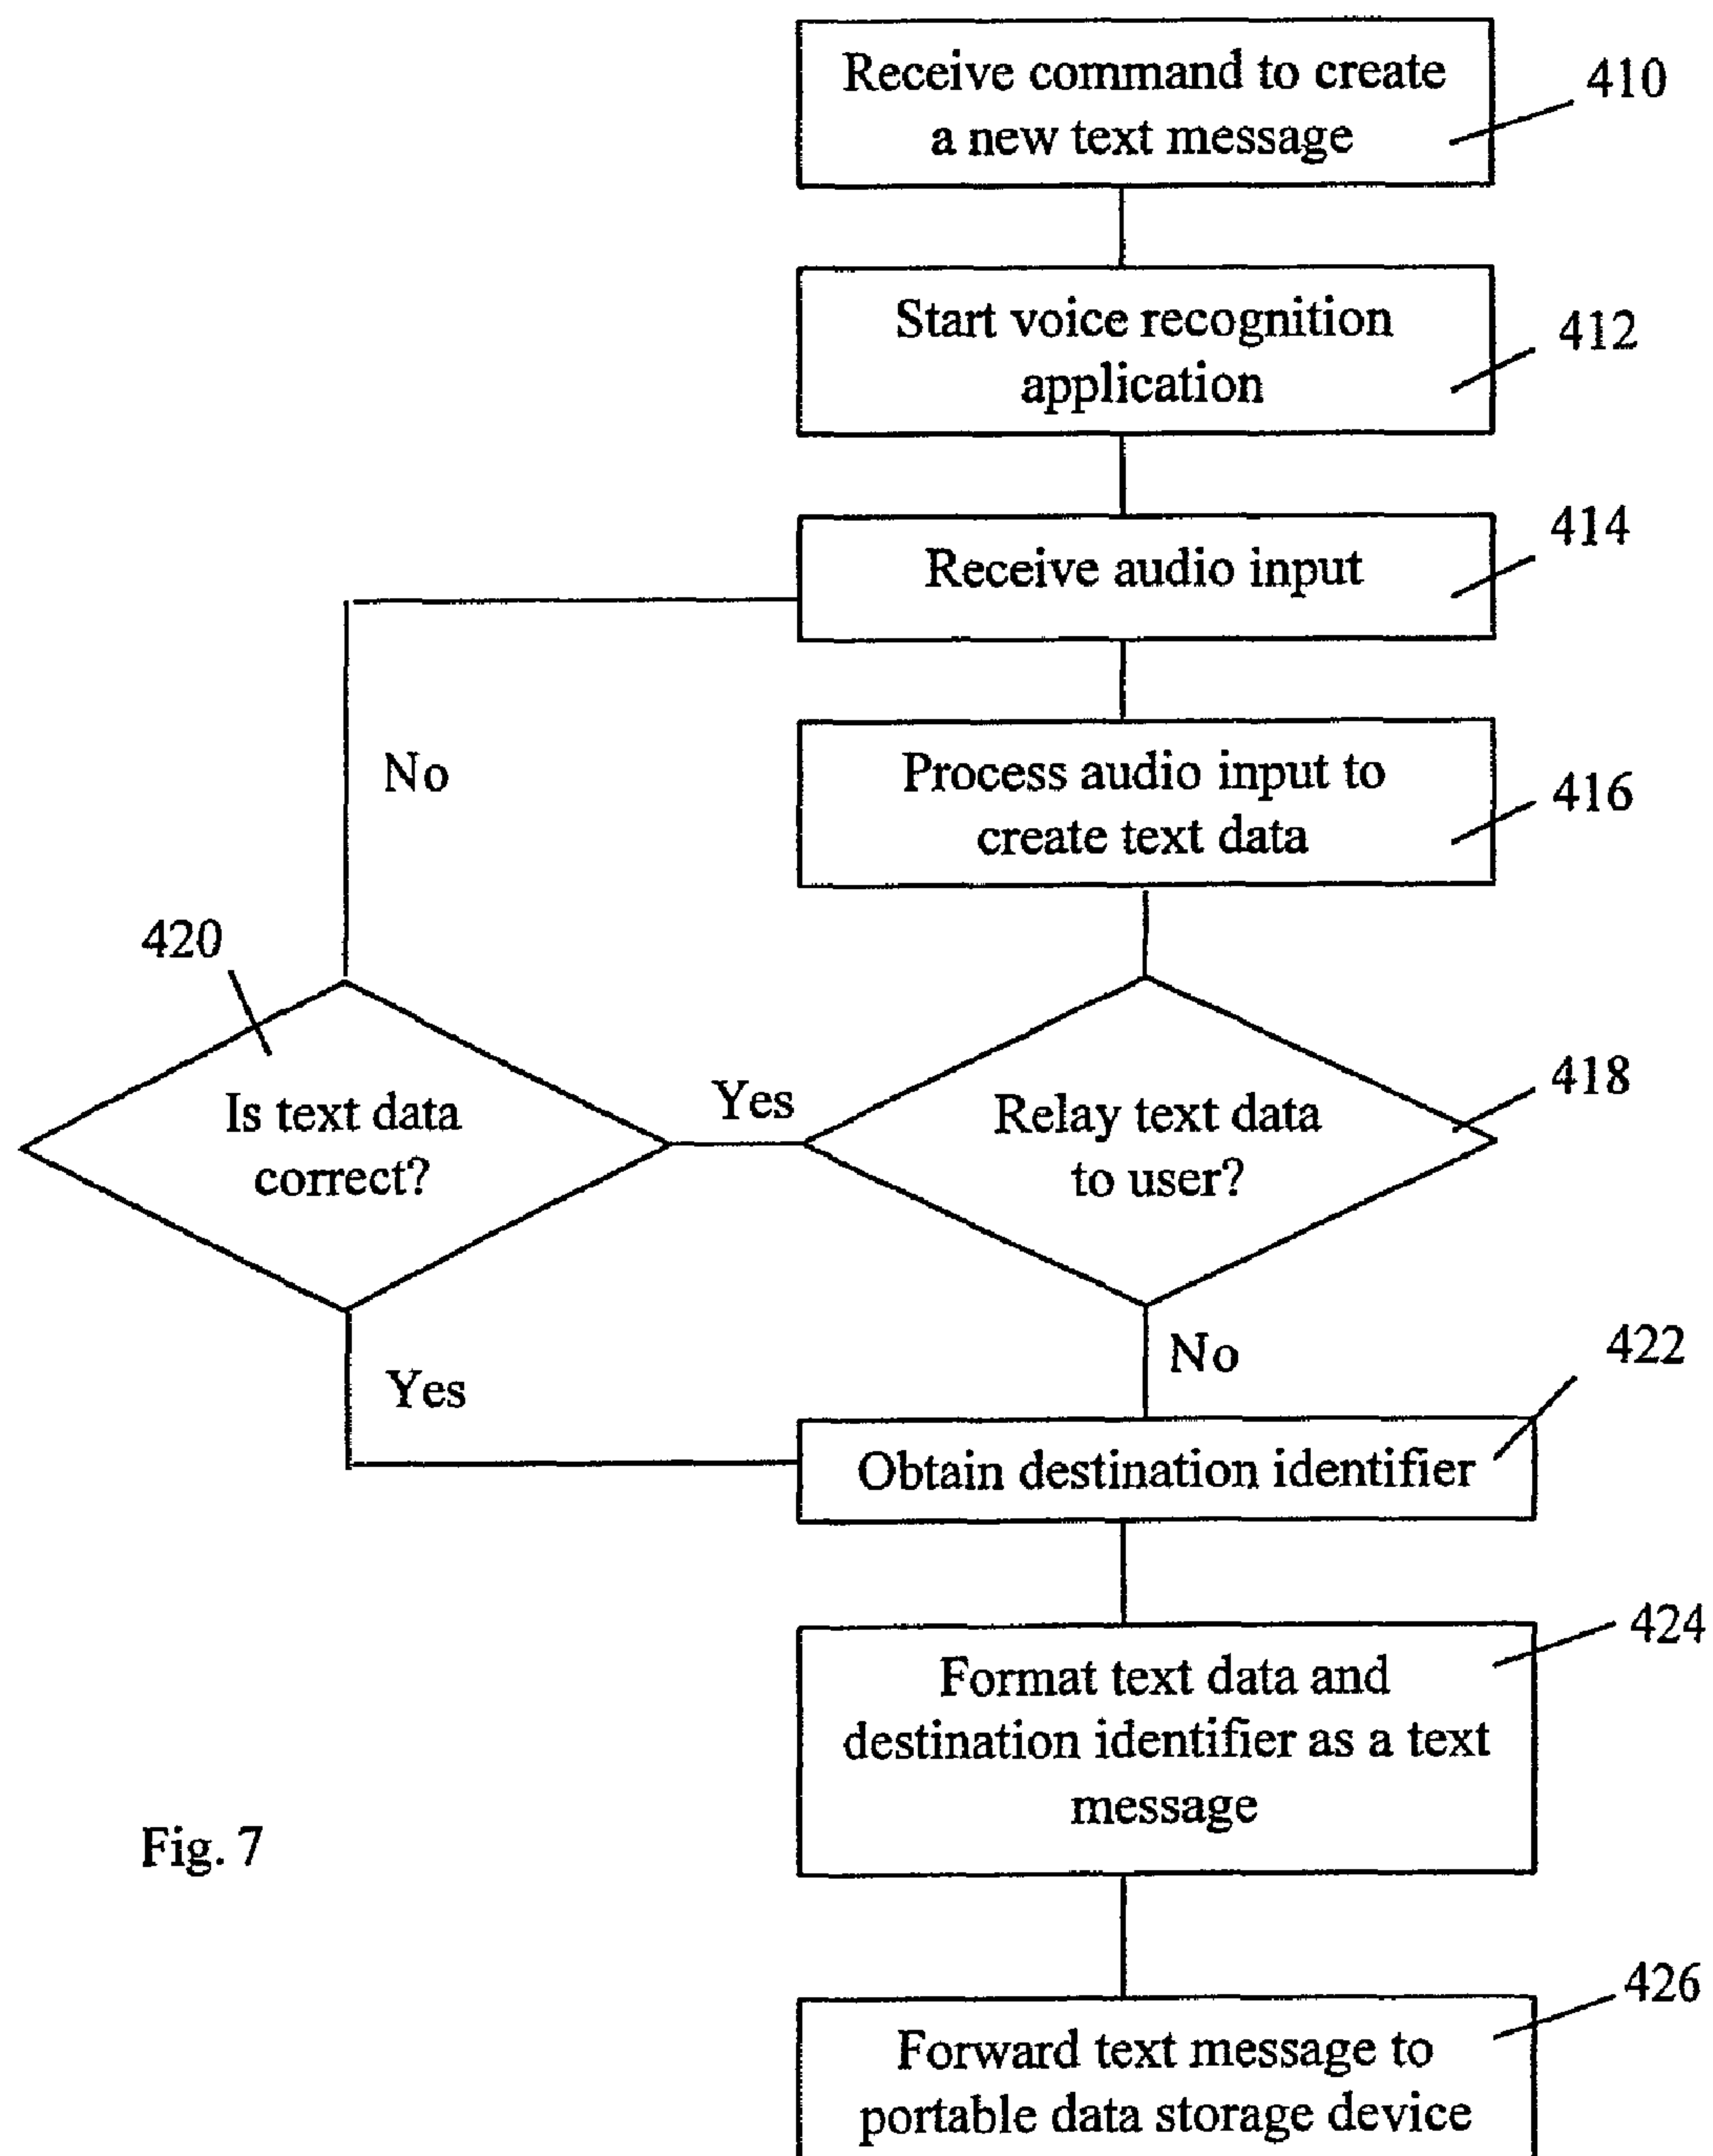 Receive command to create
a new text message
410
Start voice recognition
application
412
Receive audio input
414
No
Process audio input to
create text data
416
420
Is text data
correct?
Yes
Relay text data
to user?
418
Yes
No
422
Obtain destination identifier
Format text data and
destination identifier as a text
message
424
Fig. 7
Forward text message to
portable data storage device
426